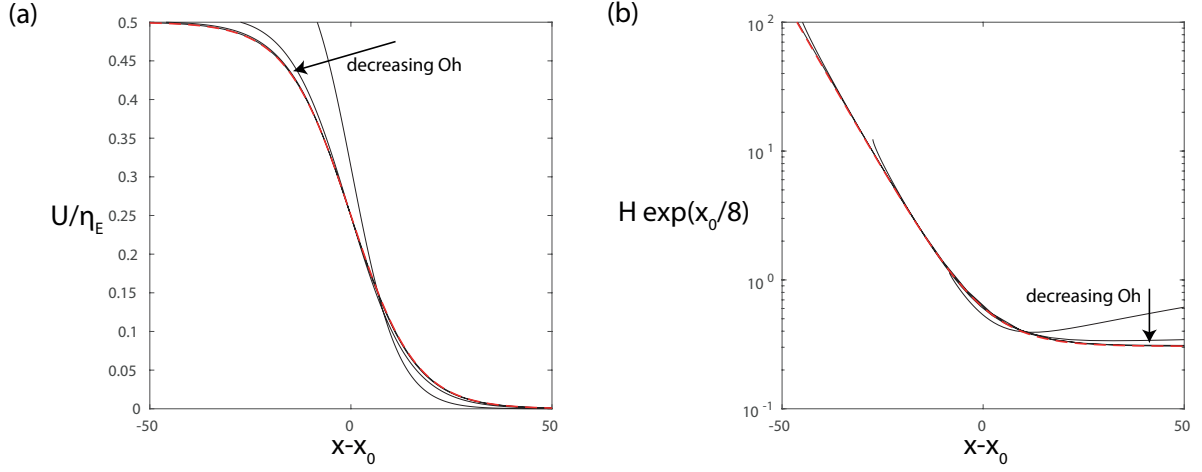 (a)
0.5
0.45
0.4
0.35
0.3
0.25
0.2
0.15
0.1
0.05
0
U/η_E
decreasing Oh
-50
0
50
x-x_0
(b)
10^2
10^1
10^0
10^-1
H exp(x_0/8)
decreasing Oh
-50
0
50
x-x_0